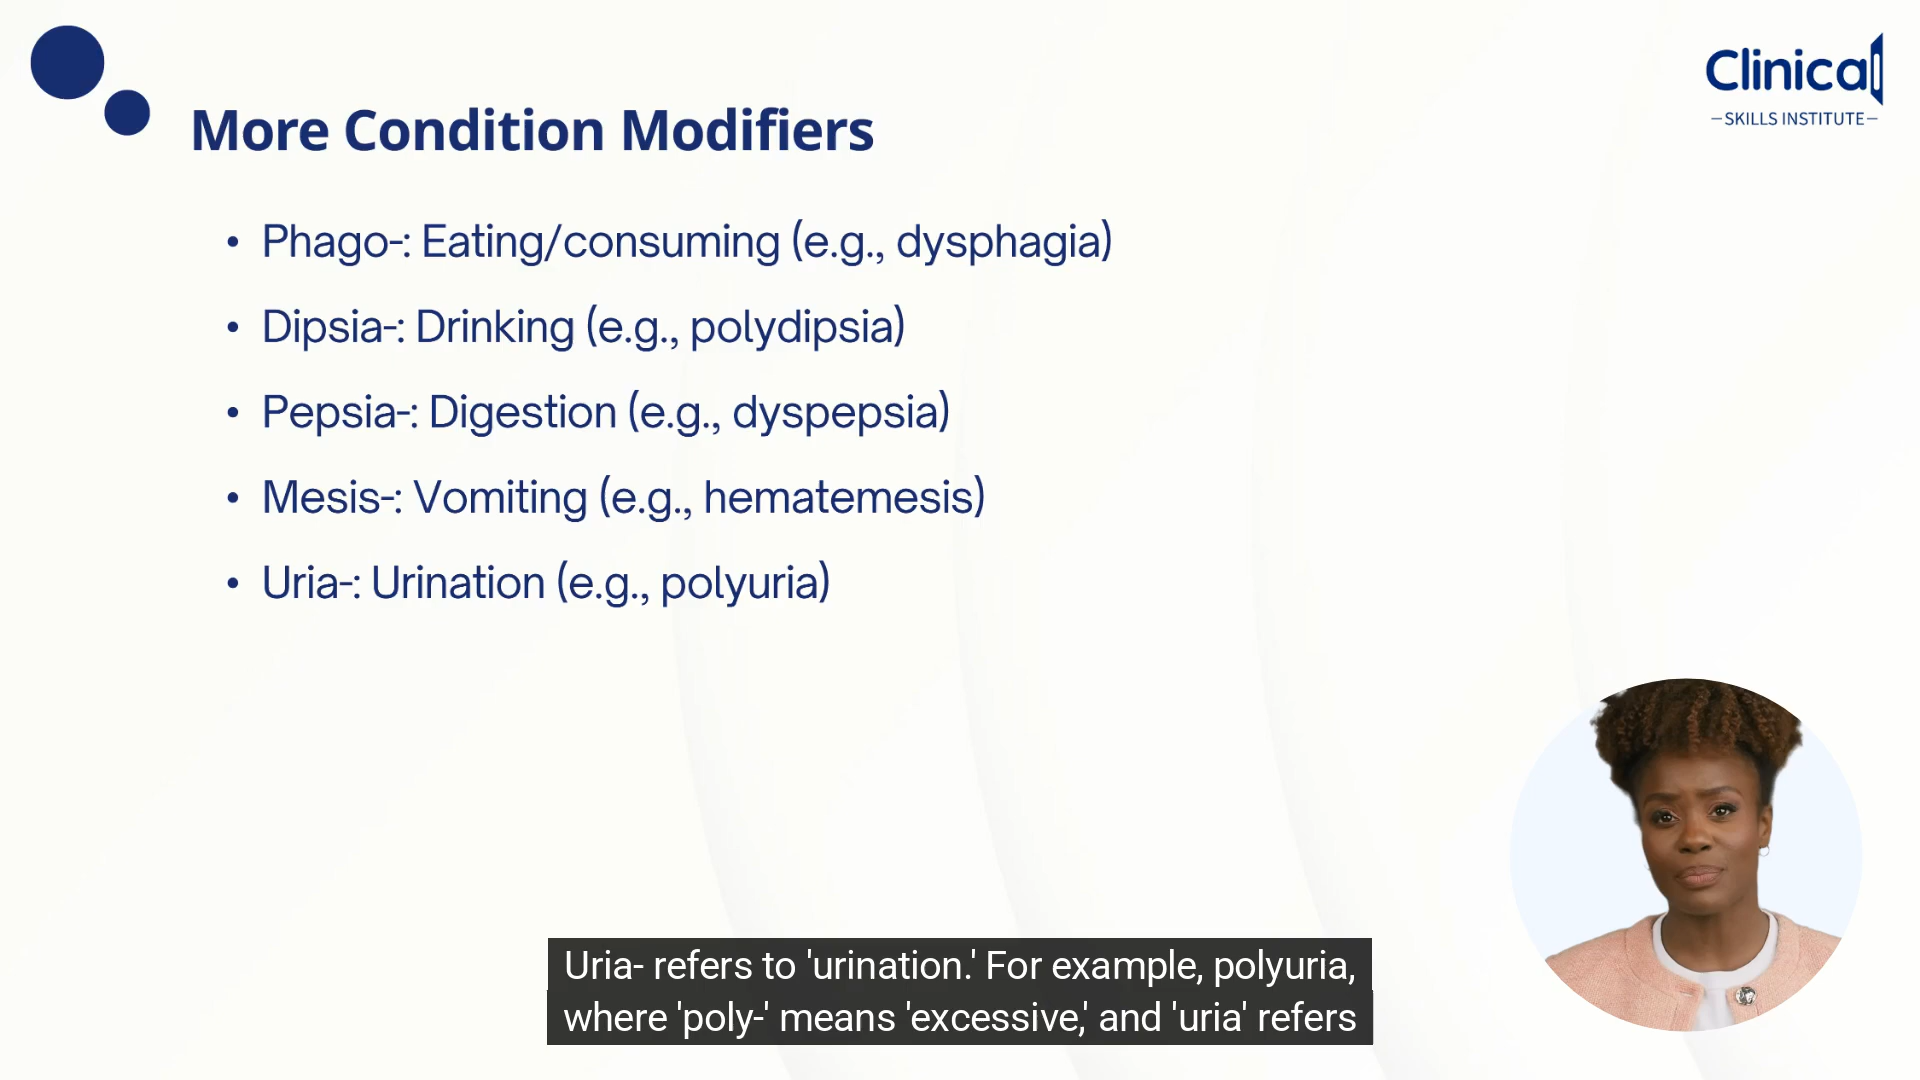 Clinical
–SKILLS INSTITUTE–
More Condition Modifiers
• Phago-: Eating/consuming (e.g., dysphagia)
• Dipsia-: Drinking (e.g., polydipsia)
• Pepsia-: Digestion (e.g., dyspepsia)
• Mesis-: Vomiting (e.g., hematemesis)
• Uria-: Urination (e.g., polyuria)
Uria- refers to 'urination.' For example, polyuria,
where 'poly-' means 'excessive,' and 'uria' refers